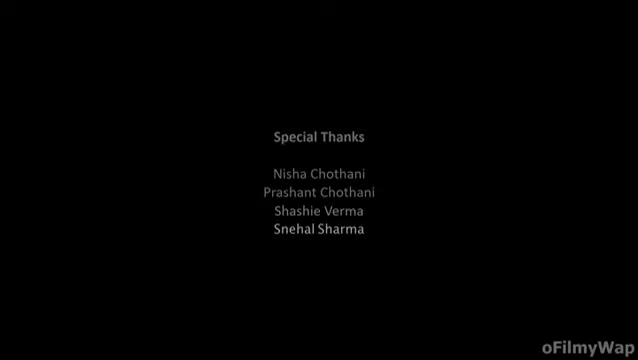 Special Thanks
Nisha Chothani
Prashant Chothani
Shashie Verma
Snehal Sharma
oFilmyWap